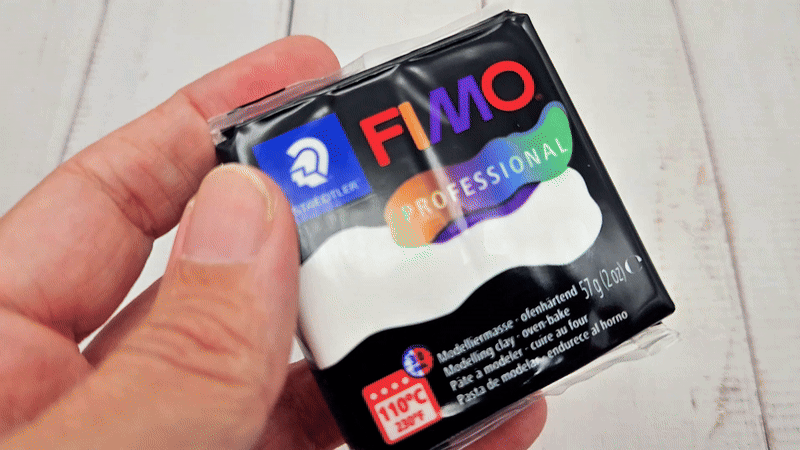 FIMO
STAEDTLER
PROFESSIONAL
57g (2oz)
Modelliermasse · ofenhärtend
Modelling clay · oven-bake
Pâte à modeler · cuire au four
Pasta de modelar · endurece al horno
110°C
230°F